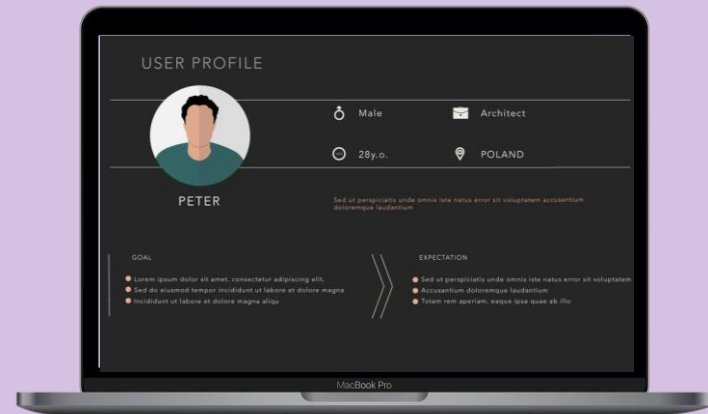 USER PROFILE
Male
Architect
28y.o.
POLAND
PETER
Sed ut perspiciatis unde omnis iste natus error sit voluptatem accusantium
doloremque laudantium
GOAL
Lorem ipsum dolor sit amet, consectetur adipiscing elit,
Sed do eiusmod tempor incididunt ut labore et dolore magna
Incididunt ut labore et dolore magna aliqu
EXPECTATION
Sed ut perspiciatis unde omnis iste natus error sit voluptatem
Accusantium doloremque laudantium
Totam rem aperiam, eaque ipsa quae ab illo
MacBook Pro